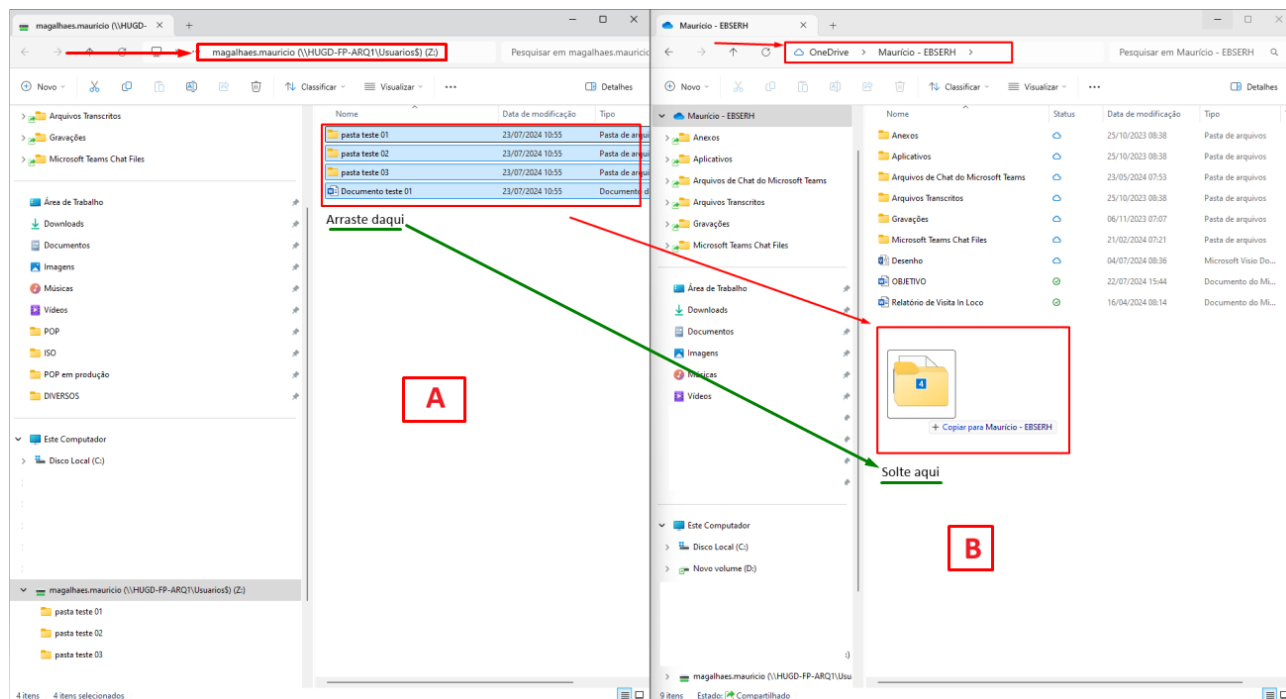 magalhaes.mauricio (\\HUGD-
magalhaes.mauricio (\\HUGD-FP-ARQ1\Usuarios$) (Z:)
Pesquisar em magalhaes.mauricio
Novo
Classificar
Visualizar
Detalhes
Arquivos Transcritos
Gravações
Microsoft Teams Chat Files
Área de Trabalho
Downloads
Documentos
Imagens
Músicas
Vídeos
POP
ISO
POP em produção
DIVERSOS
Este Computador
Disco Local (C:)
magalhaes.mauricio (\\HUGD-FP-ARQ1\Usuarios$) (Z:)
pasta teste 01
pasta teste 02
pasta teste 03
4 itens 4 itens selecionados
Nome Data de modificação Tipo
pasta teste 01 23/07/2024 10:55 Pasta de arqui
pasta teste 02 23/07/2024 10:55 Pasta de arqui
pasta teste 03 23/07/2024 10:55 Pasta de arqui
Documento teste 01 23/07/2024 10:55 Documento d
Arraste daqui
A
Maurício - EBSERH
OneDrive > Maurício - EBSERH >
Pesquisar em Maurício - EBSERH
Novo
Classificar
Visualizar
Detalhes
Maurício - EBSERH
Anexos
Aplicativos
Arquivos de Chat do Microsoft Teams
Arquivos Transcritos
Gravações
Microsoft Teams Chat Files
Área de Trabalho
Downloads
Documentos
Imagens
Músicas
Vídeos
Este Computador
Disco Local (C:)
Novo volume (D:)
:)
magalhaes.mauricio (\\HUGD-FP-ARQ1\Usu
9 itens Estado: Compartilhado
Nome Status Data de modificação Tipo
Anexos 25/10/2023 08:38 Pasta de arquivos
Aplicativos 25/10/2023 08:38 Pasta de arquivos
Arquivos de Chat do Microsoft Teams 23/05/2024 07:53 Pasta de arquivos
Arquivos Transcritos 25/10/2023 08:38 Pasta de arquivos
Gravações 06/11/2023 07:07 Pasta de arquivos
Microsoft Teams Chat Files 21/02/2024 07:21 Pasta de arquivos
Desenho 04/07/2024 08:36 Microsoft Visio Do...
OBJETIVO 22/07/2024 15:44 Documento do Mi...
Relatório de Visita In Loco 16/04/2024 08:14 Documento do Mi...
4
+ Copiar para Maurício - EBSERH
Solte aqui
B